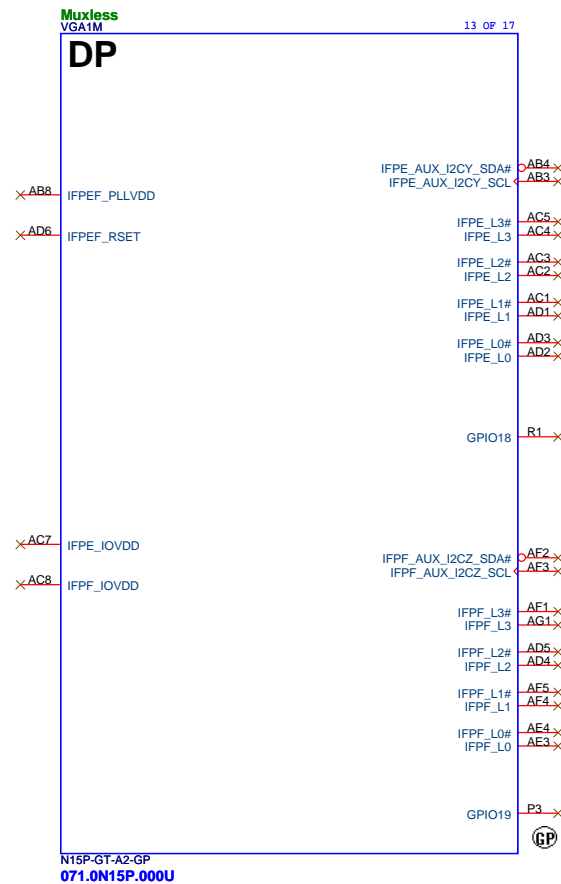 Muxless
VGA1M
13 OF 17
DP
IFPE_AUX_I2CY_SDA# AB4
IFPE_AUX_I2CY_SCL AB3
AB8 IFPEF_PLLVDD
IFPE_L3# AC5
AD6 IFPEF_RSET
IFPE_L3 AC4
IFPE_L2# AC3
IFPE_L2 AC2
IFPE_L1# AC1
IFPE_L1 AD1
IFPE_L0# AD3
IFPE_L0 AD2
GPIO18 R1
AC7 IFPE_IOVDD
IFPF_AUX_I2CZ_SDA# AF2
IFPF_AUX_I2CZ_SCL AF3
AC8 IFPF_IOVDD
IFPF_L3# AF1
IFPF_L3 AG1
IFPF_L2# AD5
IFPF_L2 AD4
IFPF_L1# AF5
IFPF_L1 AF4
IFPF_L0# AE4
IFPF_L0 AE3
GPIO19 P3
GP
N15P-GT-A2-GP
071.0N15P.000U